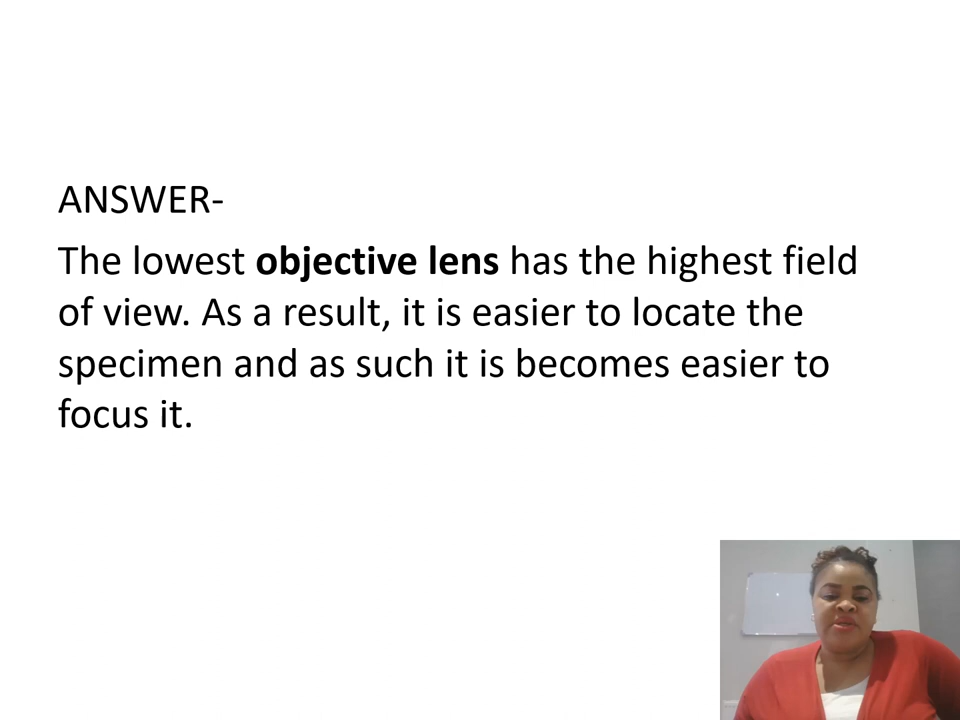 ANSWER-
The lowest objective lens has the highest field
of view. As a result, it is easier to locate the
specimen and as such it is becomes easier to
focus it.